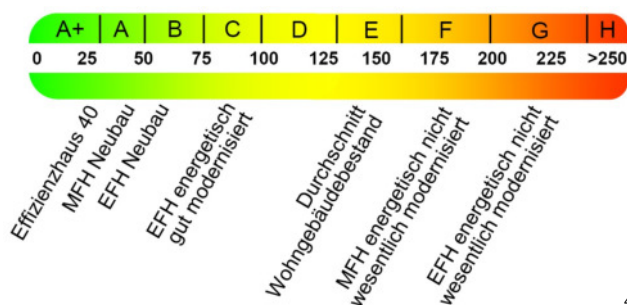 A+ A B C D E F G H
0 25 50 75 100 125 150 175 200 225 >250
Effizienzhaus 40
MFH Neubau
EFH Neubau
EFH energetisch
gut modernisiert
Durchschnitt
Wohngebäudebestand
MFH energetisch nicht
wesentlich modernisiert
EFH energetisch nicht
wesentlich modernisiert